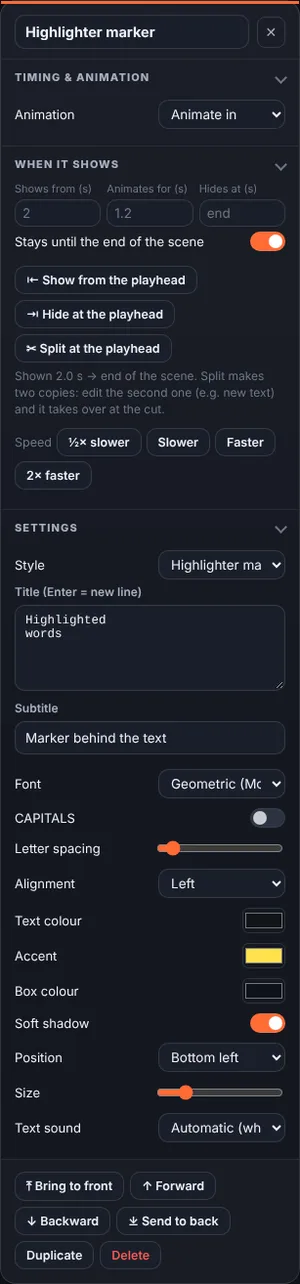 Highlighter marker
TIMING & ANIMATION
Animation Animate in
WHEN IT SHOWS
Shows from (s) Animates for (s) Hides at (s)
2 1.2 end
Stays until the end of the scene
⇤ Show from the playhead
⇥ Hide at the playhead
✂ Split at the playhead
Shown 2.0 s → end of the scene. Split makes
two copies: edit the second one (e.g. new text)
and it takes over at the cut.
Speed ½× slower Slower Faster
2× faster
SETTINGS
Style Highlighter ma
Title (Enter = new line)
Highlighted
words
Subtitle
Marker behind the text
Font Geometric (Mo
CAPITALS
Letter spacing
Alignment Left
Text colour
Accent
Box colour
Soft shadow
Position Bottom left
Size
Text sound Automatic (wh
⤒ Bring to front ↑ Forward
↓ Backward ⤓ Send to back
Duplicate Delete